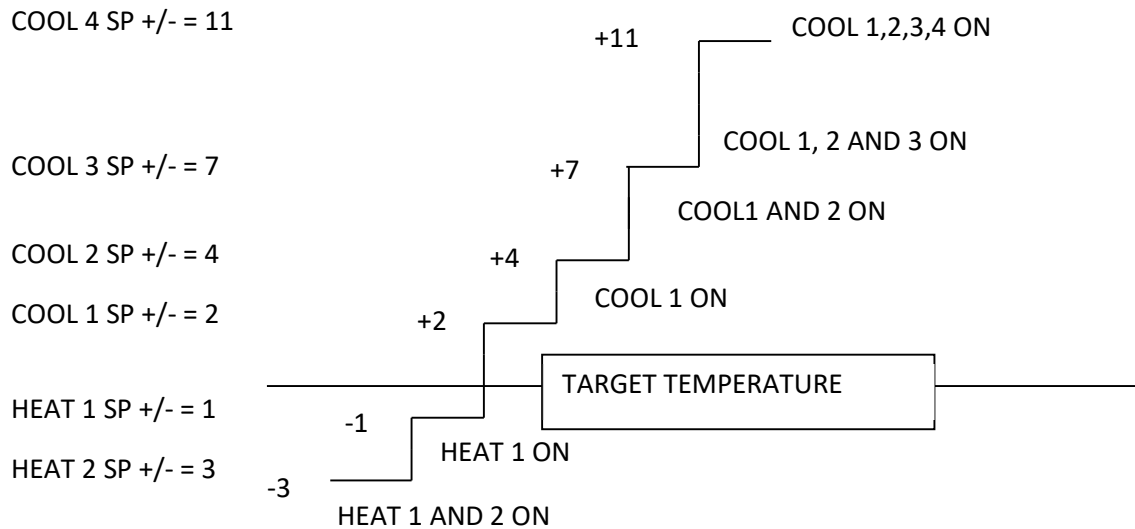 COOL 4 SP +/- = 11
+11
COOL 1,2,3,4 ON
COOL 3 SP +/- = 7
+7
COOL 1, 2 AND 3 ON
COOL1 AND 2 ON
COOL 2 SP +/- = 4
+4
COOL 1 ON
COOL 1 SP +/- = 2
+2
TARGET TEMPERATURE
HEAT 1 SP +/- = 1
-1
HEAT 1 ON
HEAT 2 SP +/- = 3
-3
HEAT 1 AND 2 ON